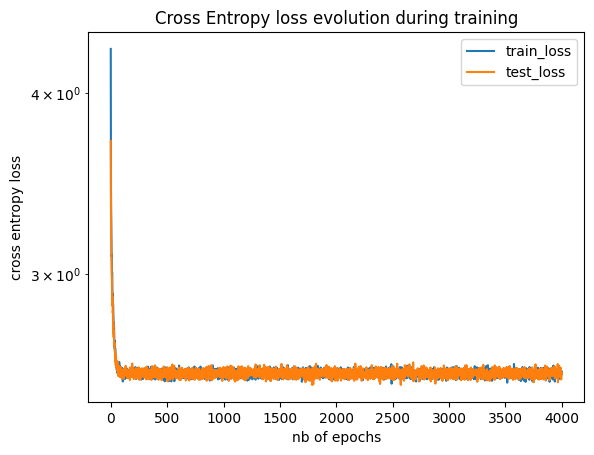 Cross Entropy loss evolution during training
train_loss
test_loss
4 × 10⁰
3 × 10⁰
cross entropy loss
0 500 1000 1500 2000 2500 3000 3500 4000
nb of epochs